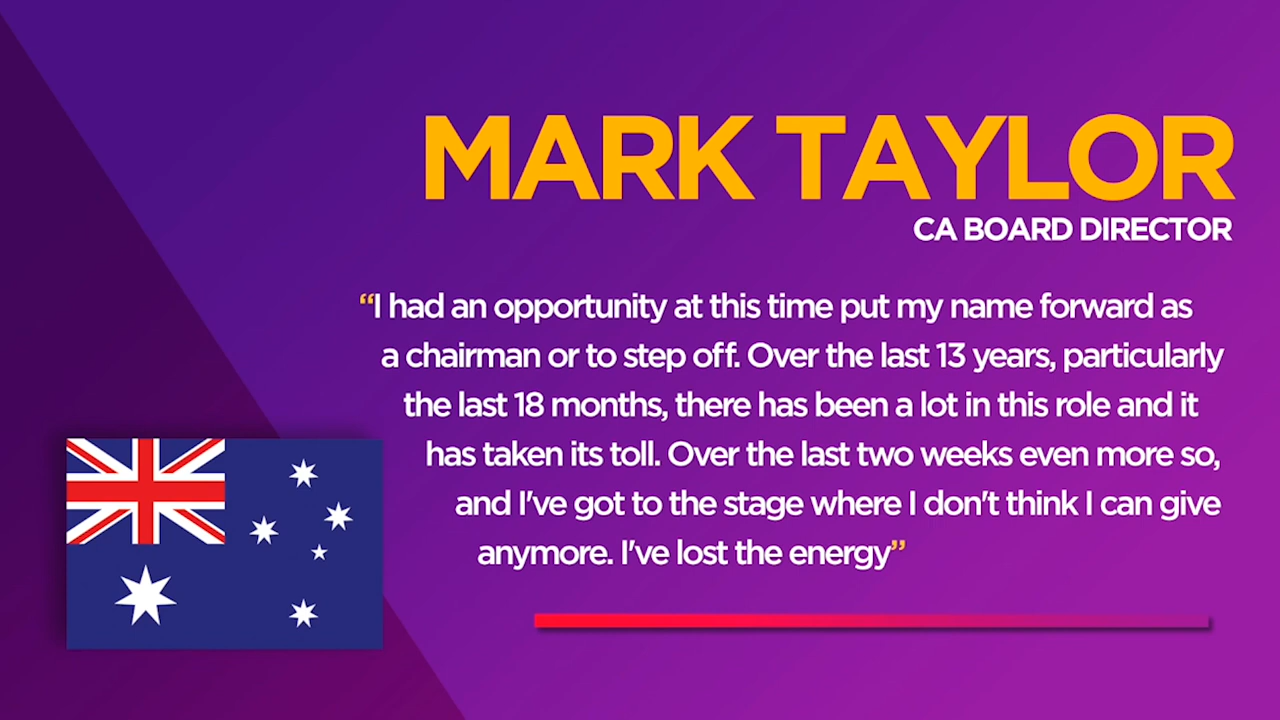 MARK TAYLOR
CA BOARD DIRECTOR
“I had an opportunity at this time put my name forward as
a chairman or to step off. Over the last 13 years, particularly
the last 18 months, there has been a lot in this role and it
has taken its toll. Over the last two weeks even more so,
and I've got to the stage where I don't think I can give
anymore. I've lost the energy”